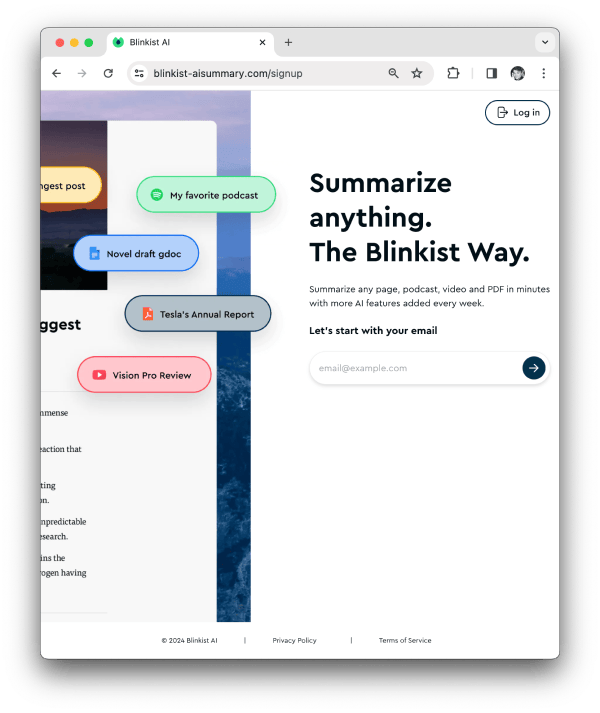 Blinkist AI
blinkist-aisummary.com/signup
Log in
ngest post
My favorite podcast
Novel draft gdoc
Tesla's Annual Report
Vision Pro Review
iggest
mmense
eaction that
ting
on.
npredictable
esearch.
ins the
rogen having
Summarize
anything.
The Blinkist Way.
Summarize any page, podcast, video and PDF in minutes
with more AI features added every week.
Let's start with your email
email@example.com
© 2024 Blinkist AI | Privacy Policy | Terms of Service